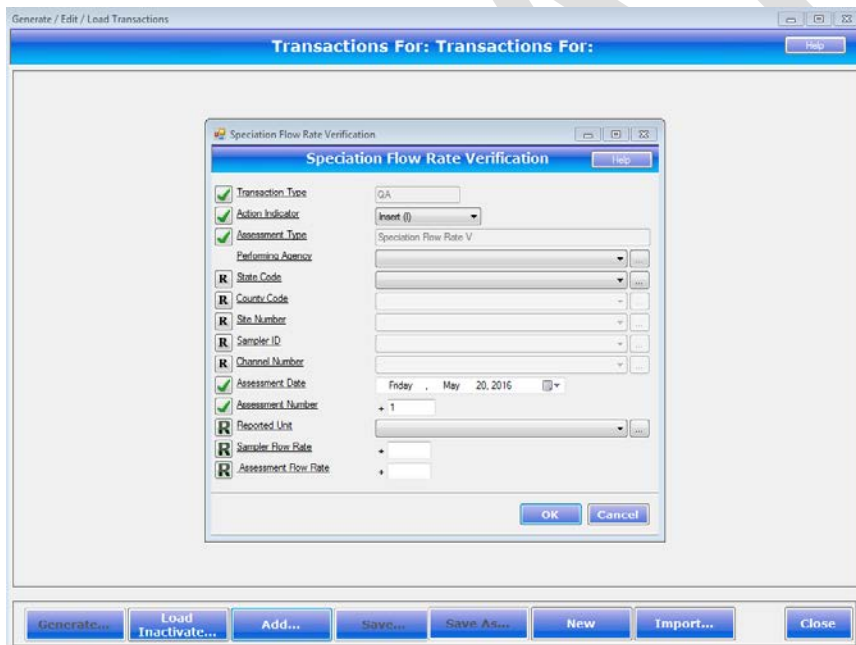 Generate / Edit / Load Transactions
Transactions For: Transactions For:
Help
Speciation Flow Rate Verification
Speciation Flow Rate Verification
Help
Transaction Type QA
Action Indicator Insert (I)
Assessment Type Speciation Flow Rate V
Performing Agency ...
R State Code ...
R County Code ...
R Site Number ...
R Sampler ID ...
R Channel Number ...
Assessment Date Friday , May 20, 2016
Assessment Number + 1
R Reported Unit ...
R Sampler Flow Rate +
R Assessment Flow Rate +
OK Cancel
Generate... Load Inactivate... Add... Save... Save As... New Import... Close